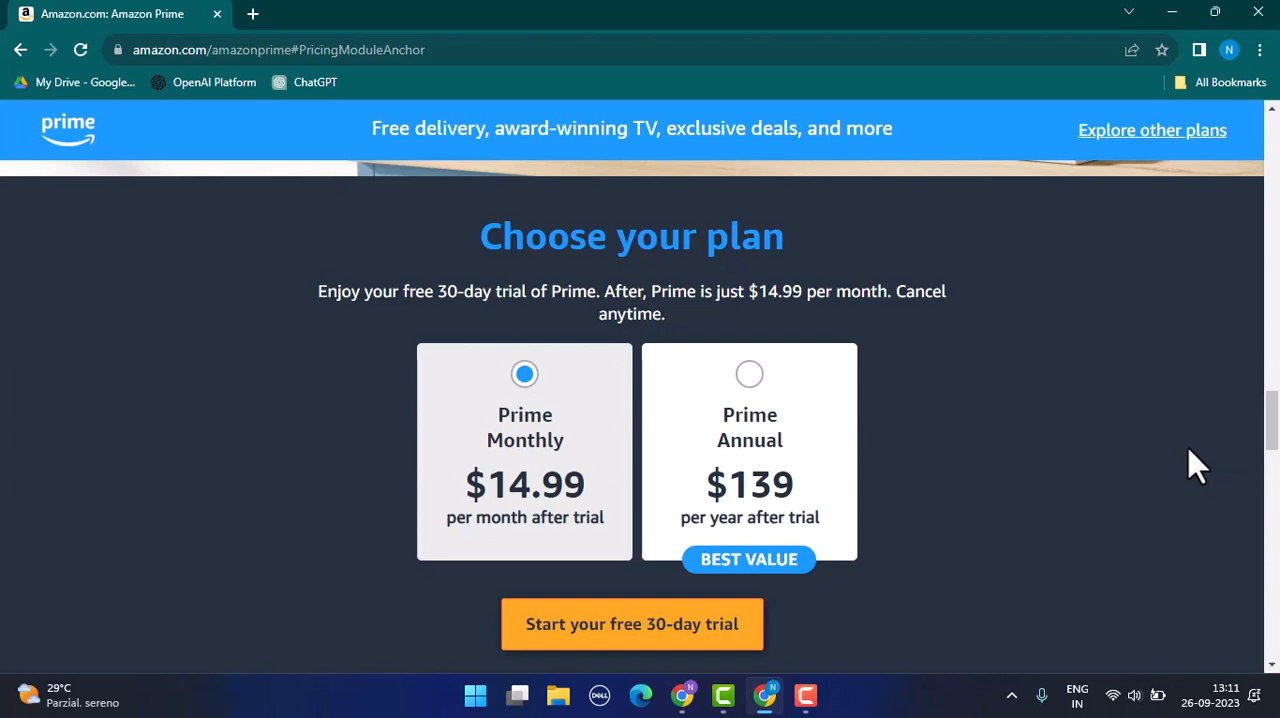 Amazon.com: Amazon Prime
amazon.com/amazonprime#PricingModuleAnchor
N
My Drive - Google...
OpenAI Platform
ChatGPT
All Bookmarks
prime
Free delivery, award-winning TV, exclusive deals, and more
Explore other plans
Choose your plan
Enjoy your free 30-day trial of Prime. After, Prime is just $14.99 per month. Cancel
anytime.
Prime
Monthly
$14.99
per month after trial
Prime
Annual
$139
per year after trial
BEST VALUE
Start your free 30-day trial
29°C
Parzial. sereno
DELL
N
N
ENG
IN
13:11
26-09-2023